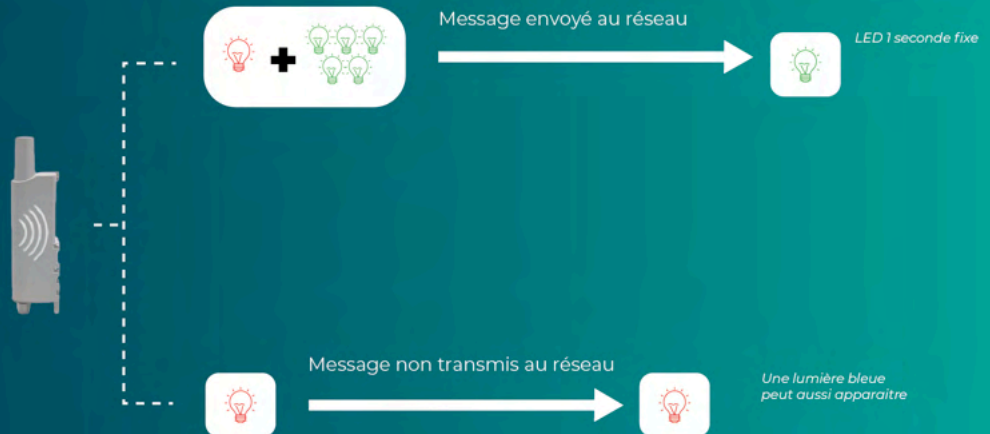 Message envoyé au réseau
LED 1 seconde fixe
Message non transmis au réseau
Une lumière bleue
peut aussi apparaitre